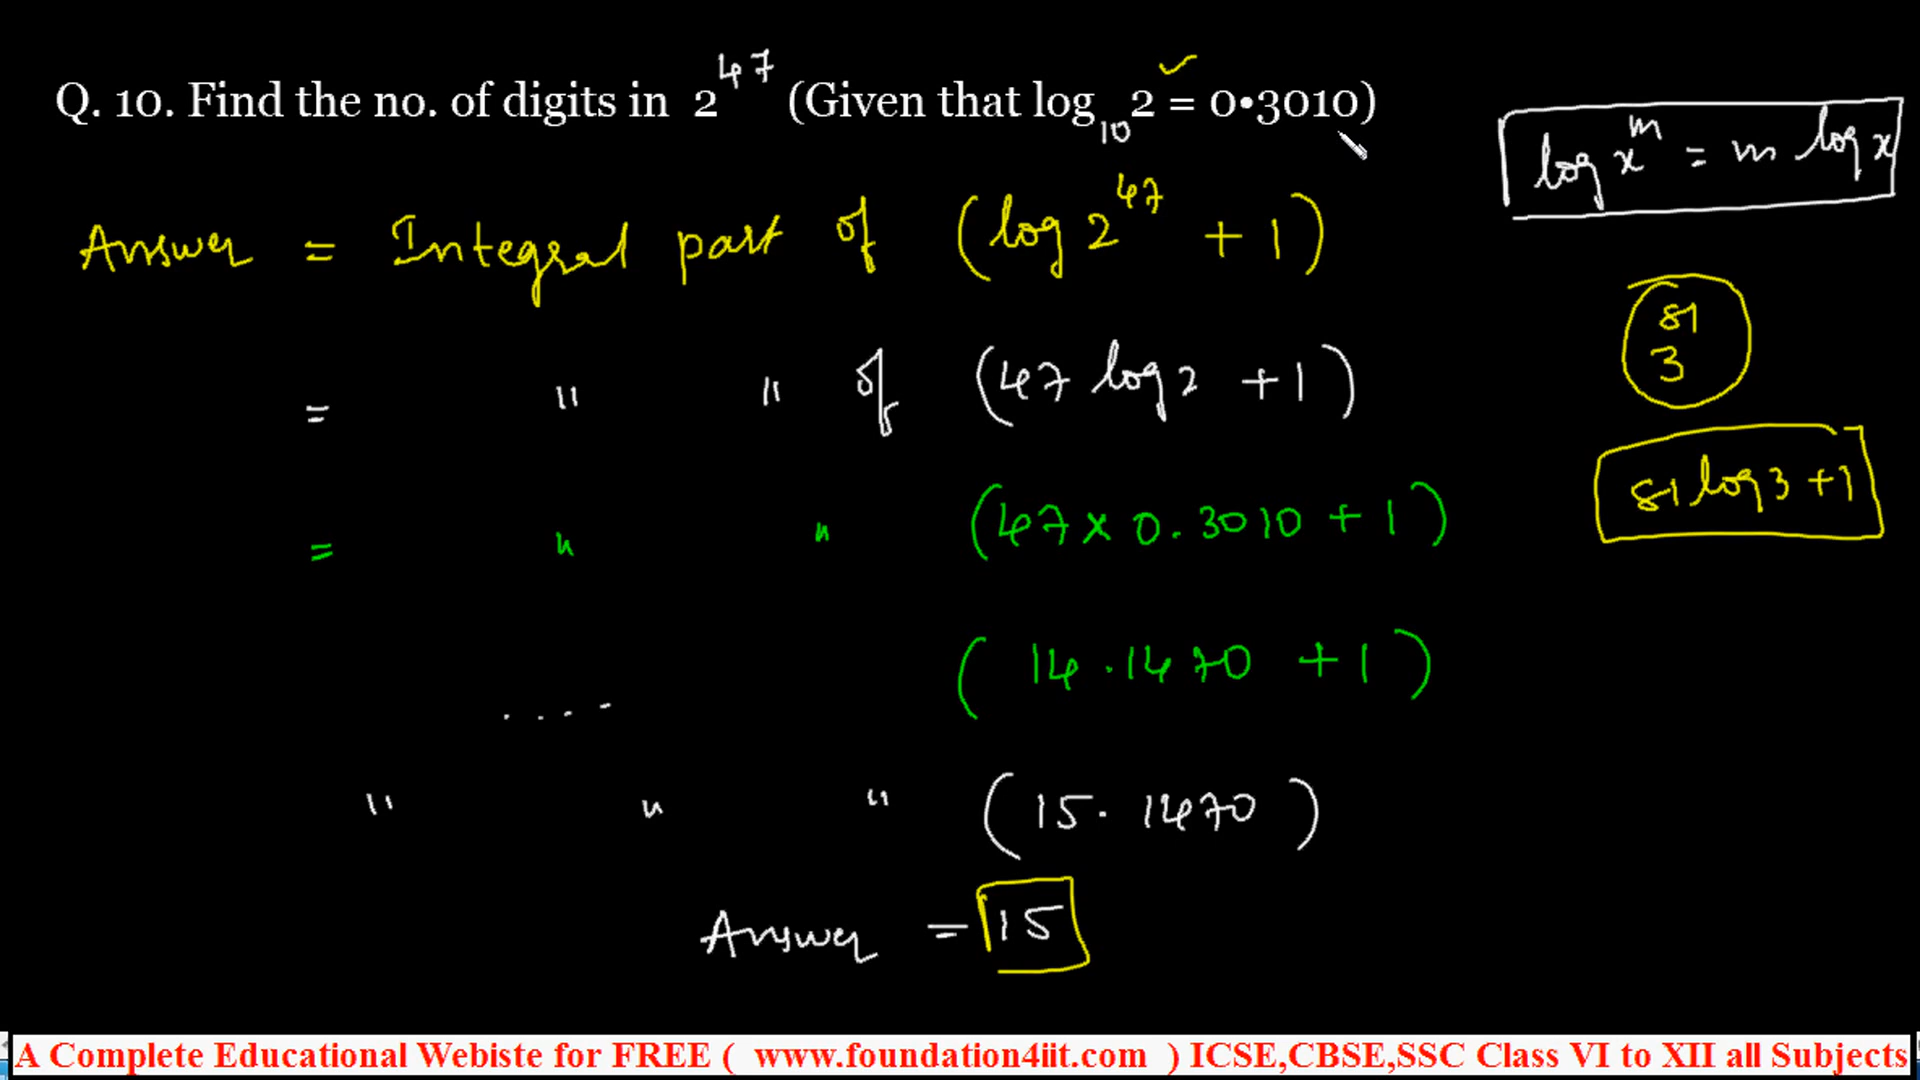 Q. 10. Find the no. of digits in 2^47 (Given that log₁₀2 = 0•3010)
log x^m = m log x
Answer = Integral part of (log 2^47 + 1)
3^81
= " " of (47 log 2 + 1)
81 log 3 + 1
= " " (47 × 0.3010 + 1)
(14.1470 + 1)
....
" " " (15.1470)
Answer = 15
A Complete Educational Webiste for FREE ( www.foundation4iit.com ) ICSE,CBSE,SSC Class VI to XII all Subjects